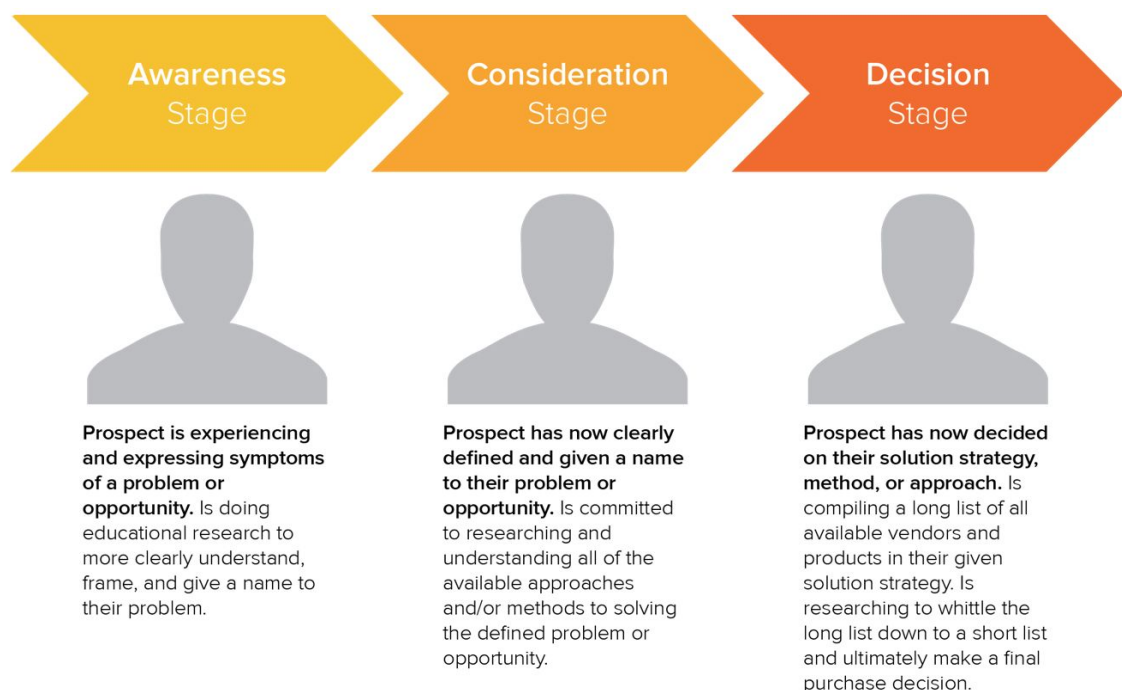 Awareness
Stage
Consideration
Stage
Decision
Stage
Prospect is experiencing
and expressing symptoms
of a problem or
opportunity. Is doing
educational research to
more clearly understand,
frame, and give a name to
their problem.
Prospect has now clearly
defined and given a name
to their problem or
opportunity. Is committed
to researching and
understanding all of the
available approaches
and/or methods to solving
the defined problem or
opportunity.
Prospect has now decided
on their solution strategy,
method, or approach. Is
compiling a long list of all
available vendors and
products in their given
solution strategy. Is
researching to whittle the
long list down to a short list
and ultimately make a final
purchase decision.